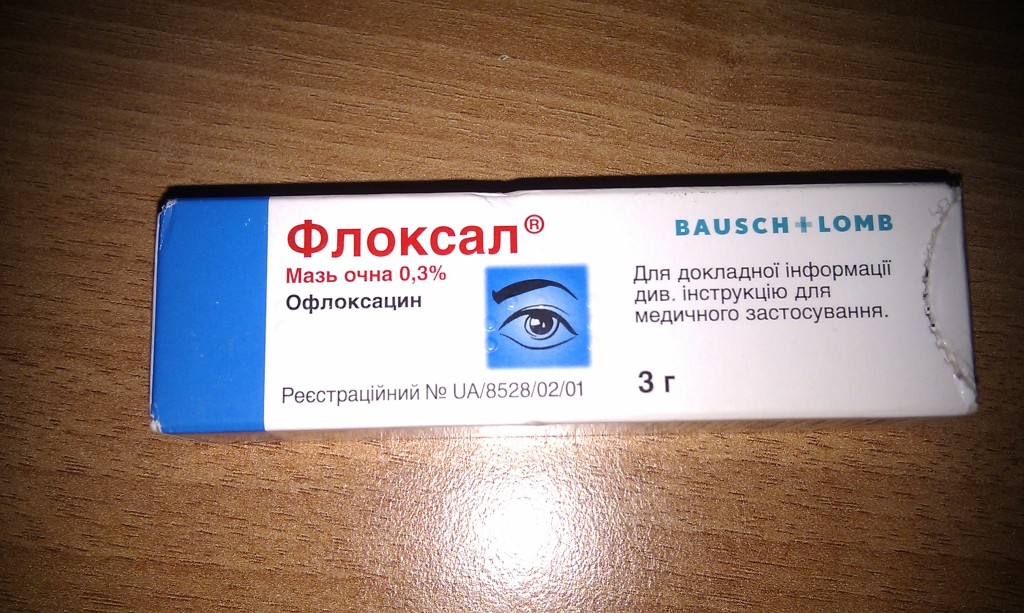 Флоксал®
Мазь очна 0,3%
Офлоксацин
Реєстраційний № UA/8528/02/01
BAUSCH + LOMB
Для докладної інформації
див. інструкцію для
медичного застосування.
3 г